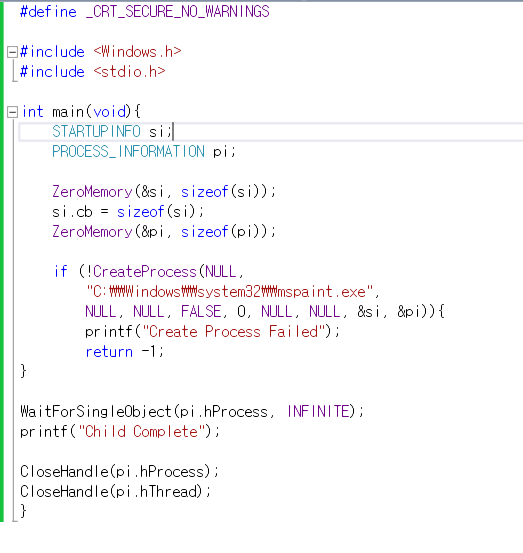 #define _CRT_SECURE_NO_WARNINGS
#include <Windows.h>
#include <stdio.h>
int main(void){
STARTUPINFO si;
PROCESS_INFORMATION pi;
ZeroMemory(&si, sizeof(si));
si.cb = sizeof(si);
ZeroMemory(&pi, sizeof(pi));
if (!CreateProcess(NULL,
"C:₩₩Windows₩₩system32₩₩mspaint.exe",
NULL, NULL, FALSE, 0, NULL, NULL, &si, &pi)){
printf("Create Process Failed");
return -1;
}
WaitForSingleObject(pi.hProcess, INFINITE);
printf("Child Complete");
CloseHandle(pi.hProcess);
CloseHandle(pi.hThread);
}